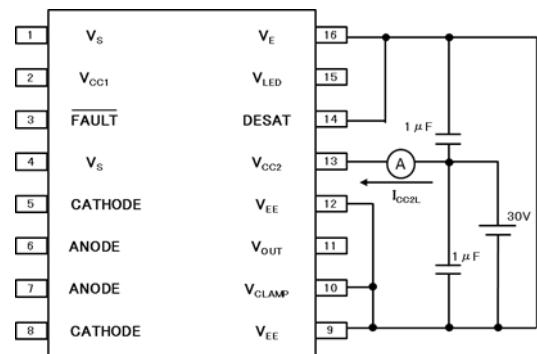 1 V_S V_E 16
2 V_CC1 V_LED 15
3 F̅A̅U̅L̅T̅ DESAT 14
1 μF
4 V_S V_CC2 13 A
I_CC2L
5 CATHODE V_EE 12
30V
6 ANODE V_OUT 11
1 μF
7 ANODE V_CLAMP 10
8 CATHODE V_EE 9